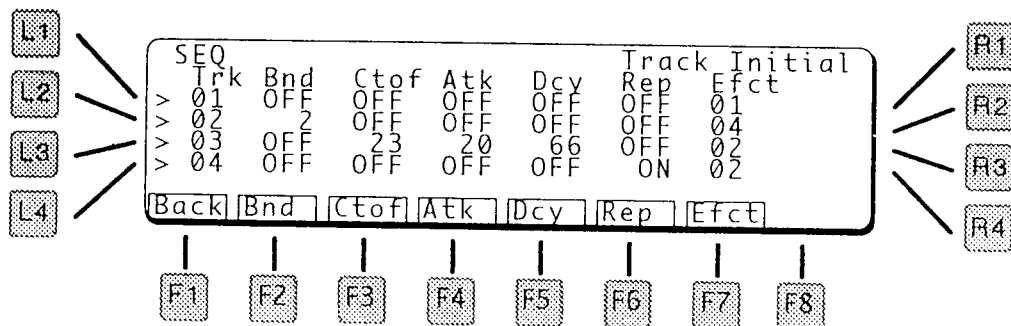 L1
L2
L3
L4
SEQ Track Initial
Trk Bnd Ctof Atk Dcy Rep Efct
> 01 OFF OFF OFF OFF OFF 01
> 02 2 OFF OFF OFF OFF 04
> 03 OFF 23 20 66 OFF 02
> 04 OFF OFF OFF OFF ON 02
Back Bnd Ctof Atk Dcy Rep Efct
R1
R2
R3
R4
F1 F2 F3 F4 F5 F6 F7 F8